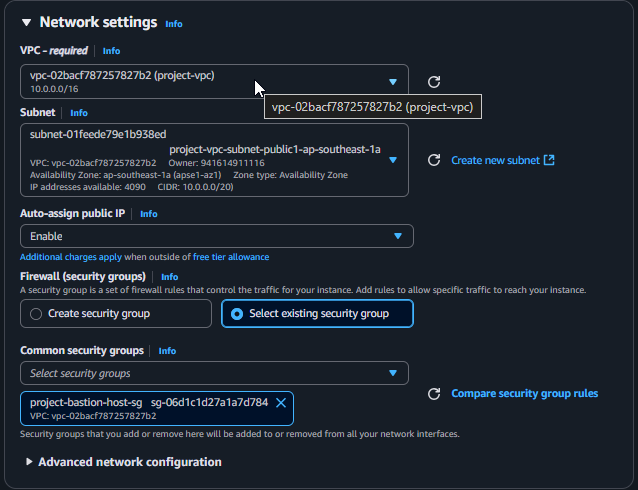 Network settings Info
VPC - required Info
vpc-02bacf787257827b2 (project-vpc)
10.0.0.0/16
vpc-02bacf787257827b2 (project-vpc)
Subnet Info
subnet-01feede79e1b938ed
project-vpc-subnet-public1-ap-southeast-1a
VPC: vpc-02bacf787257827b2 Owner: 941614911116
Availability Zone: ap-southeast-1a (apse1-az1) Zone type: Availability Zone
IP addresses available: 4090 CIDR: 10.0.0.0/20)
Create new subnet
Auto-assign public IP Info
Enable
Additional charges apply when outside of free tier allowance
Firewall (security groups) Info
A security group is a set of firewall rules that control the traffic for your instance. Add rules to allow specific traffic to reach your instance.
Create security group
Select existing security group
Common security groups Info
Select security groups
project-bastion-host-sg sg-06d1c1d27a1a7d784
VPC: vpc-02bacf787257827b2
Compare security group rules
Security groups that you add or remove here will be added to or removed from all your network interfaces.
Advanced network configuration